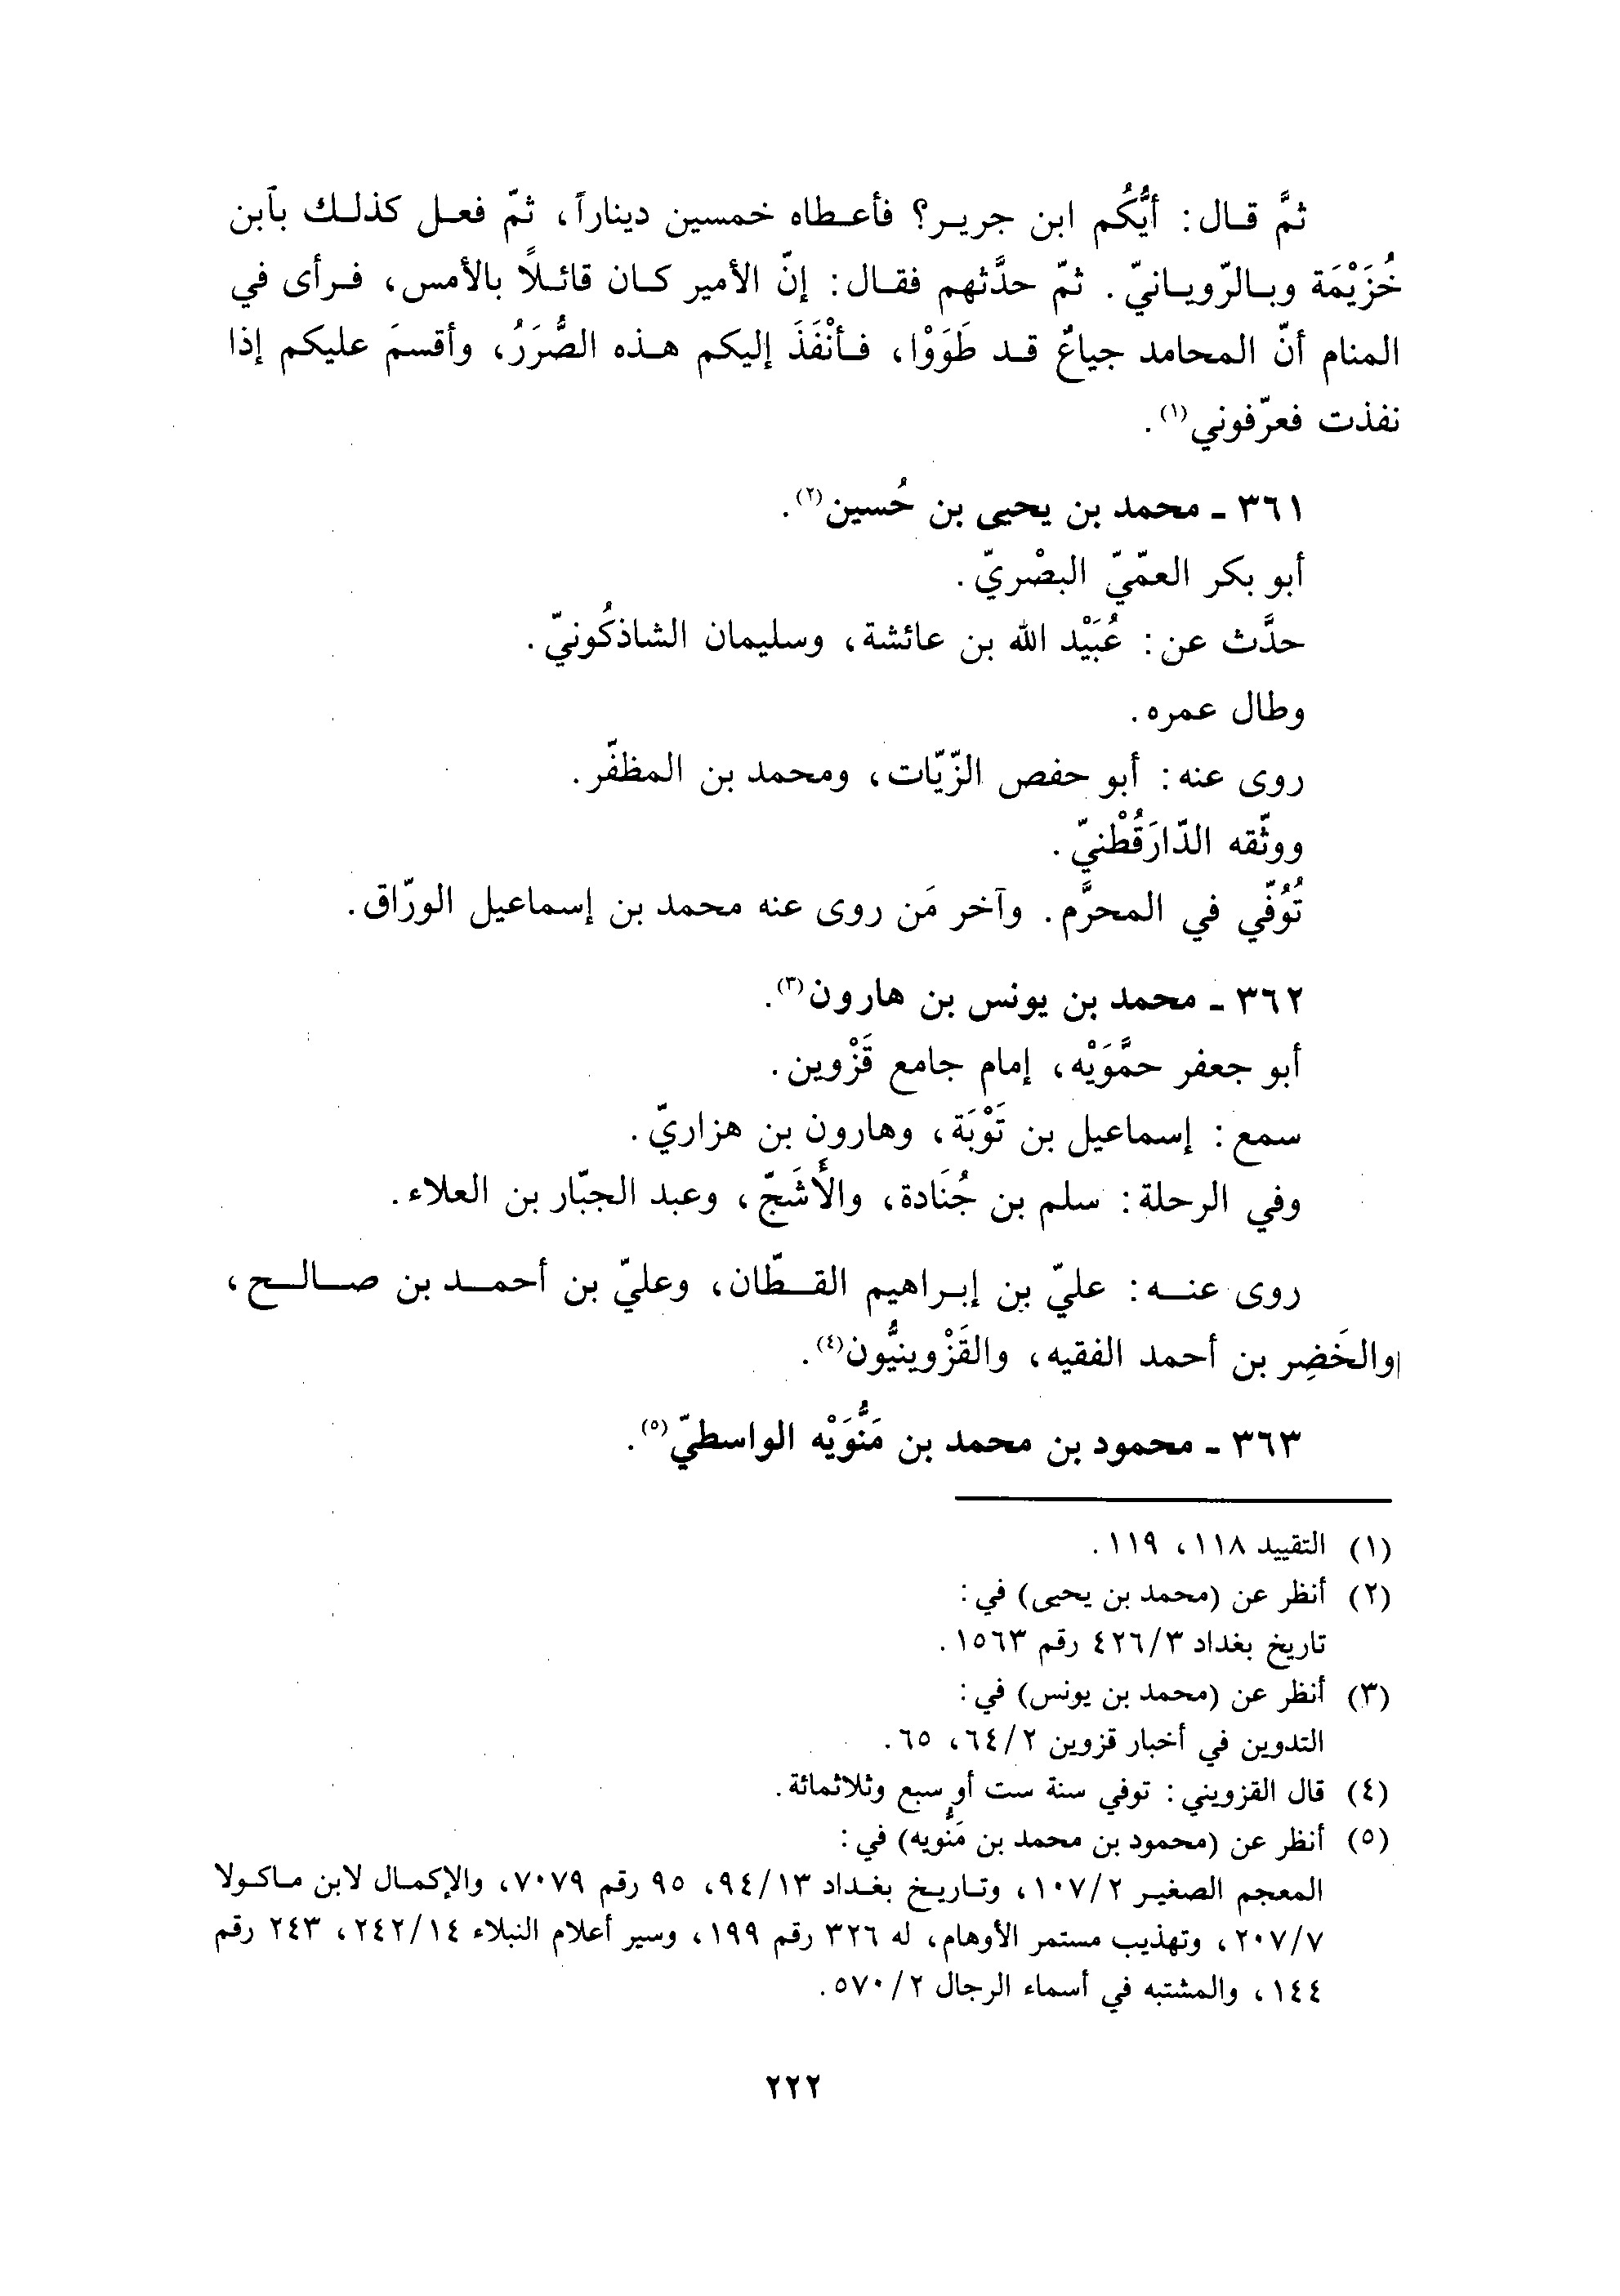 ثمَّ قال: أيُّكُم ابن جرير؟ فأعطاه خمسين ديناراً، ثمّ فعل كذلك بآبن
خُزَيْمَة وبالرّويانيّ. ثمّ حدَّثهم فقال: إنّ الأمير كان قائلاً بالأمس، فرأى في
المنام أنّ المحامد جياعٌ قد طَوَوْا، فأنْفَذَ إليكم هذه الصُّرَرُ، وأقسمَ عليكم إذا
نفذت فعرّفوني(١).
٣٦١ - محمد بن يحيى بن حُسين(٢).
أبو بكر العمّيّ البصْريّ.
حدَّث عن: عُبَيْد الله بن عائشة، وسليمان الشاذكُونيّ.
وطال عمره.
روى عنه: أبو حفص الزّيّات، ومحمد بن المظفّر.
ووثّقه الدّارَقُطْنيّ.
تُوُفّي في المحرَّم. وآخر مَن روى عنه محمد بن إسماعيل الورّاق.
٣٦٢ - محمد بن يونس بن هارون(٣).
أبو جعفر حمَّوَيْه، إمام جامع قَزْوين.
سمع: إسماعيل بن تَوْبَة، وهارون بن هزاريّ.
وفي الرحلة: سلم بن جُنَادة، والأَشَجّ، وعبد الجبّار بن العلاء.
روى عنه: عليّ بن إبراهيم القطّان، وعليّ بن أحمد بن صالح،
والخَضِر بن أحمد الفقيه، والقَزْوينيُّون(٤).
٣٦٣ - محمود بن محمد بن مَنُّوَيْه الواسطيّ(٥).
(١) التقييد ١١٨، ١١٩.
(٢) أنظر عن (محمد بن يحيى) في:
تاريخ بغداد ٤٢٦/٣ رقم ١٥٦٣.
(٣) أنظر عن (محمد بن يونس) في:
التدوين في أخبار قزوين ٦٤/٢، ٦٥.
(٤) قال القزويني: توفي سنة ست أو سبع وثلاثمائة.
(٥) أنظر عن (محمود بن محمد بن مَنُّويه) في:
المعجم الصغير ١٠٧/٢، وتاريخ بغداد ٩٤/١٣، ٩٥ رقم ٧٠٧٩، والإكمال لابن ماكولا
٢٠٧/٧، وتهذيب مستمر الأوهام، له ٣٢٦ رقم ١٩٩، وسير أعلام النبلاء ٢٤٢/١٤، ٢٤٣ رقم
١٤٤، والمشتبه في أسماء الرجال ٥٧٠/٢.
٢٢٢